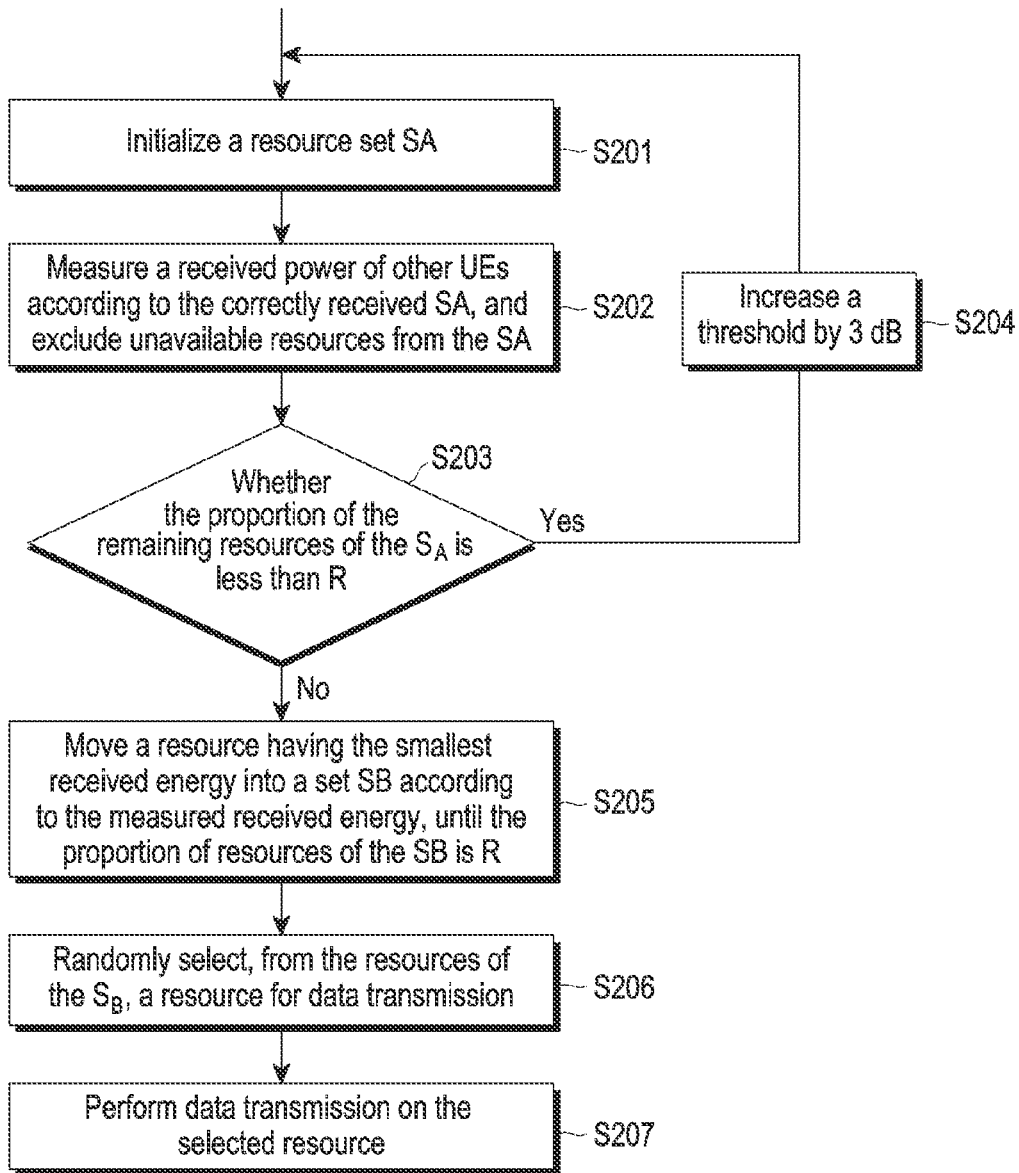 Initialize a resource set SA
S201
Measure a received power of other UEs
according to the correctly received SA, and
exclude unavailable resources from the SA
S202
Increase a
threshold by 3 dB
S204
S203
Whether
the proportion of the
remaining resources of the S_A is
less than R
Yes
No
Move a resource having the smallest
received energy into a set SB according
to the measured received energy, until the
proportion of resources of the SB is R
S205
Randomly select, from the resources of
the S_B, a resource for data transmission
S206
Perform data transmission on the
selected resource
S207